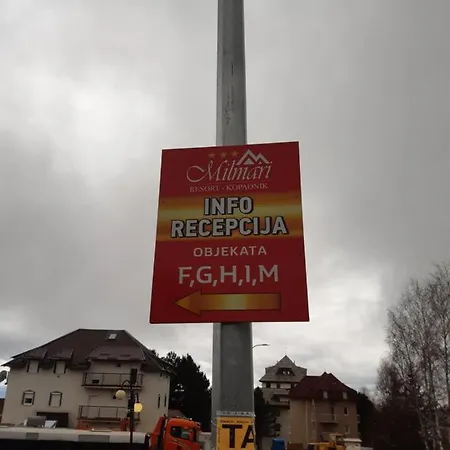 Milmari
RESORT - KOPAONIK
INFO
RECEPCIJA
OBJEKATA
F,G,H,I,M
TA